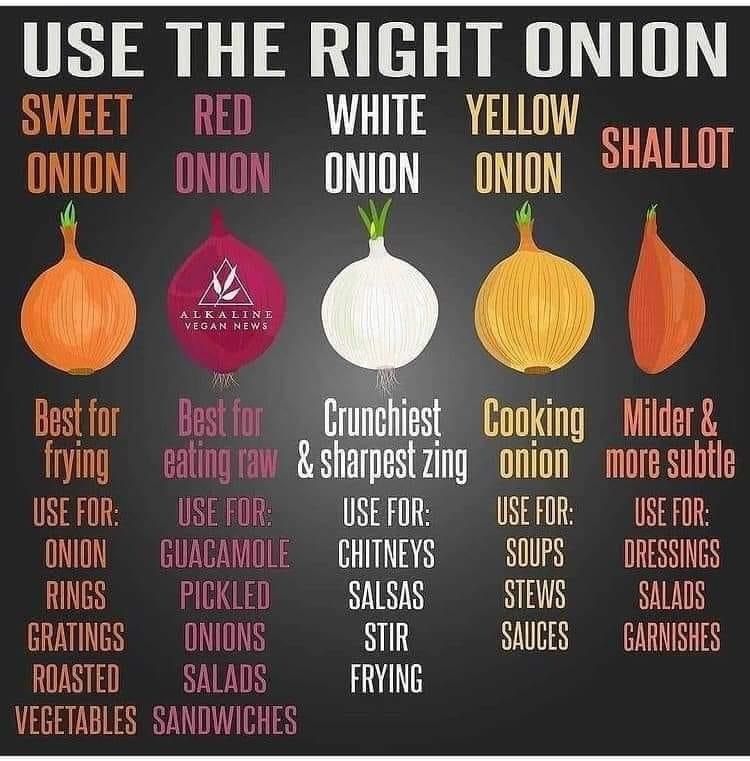 USE THE RIGHT ONION
SWEET
ONION
Best for
frying
USE FOR:
ONION
RINGS
GRATINGS
ROASTED
VEGETABLES
RED
ONION
ALKALINE
VEGAN NEWS
Best for
eating raw
USE FOR:
GUACAMOLE
PICKLED
ONIONS
SALADS
SANDWICHES
WHITE
ONION
Crunchiest
& sharpest zing
USE FOR:
CHITNEYS
SALSAS
STIR
FRYING
YELLOW
ONION
Cooking
onion
USE FOR:
SOUPS
STEWS
SAUCES
SHALLOT
Milder &
more subtle
USE FOR:
DRESSINGS
SALADS
GARNISHES